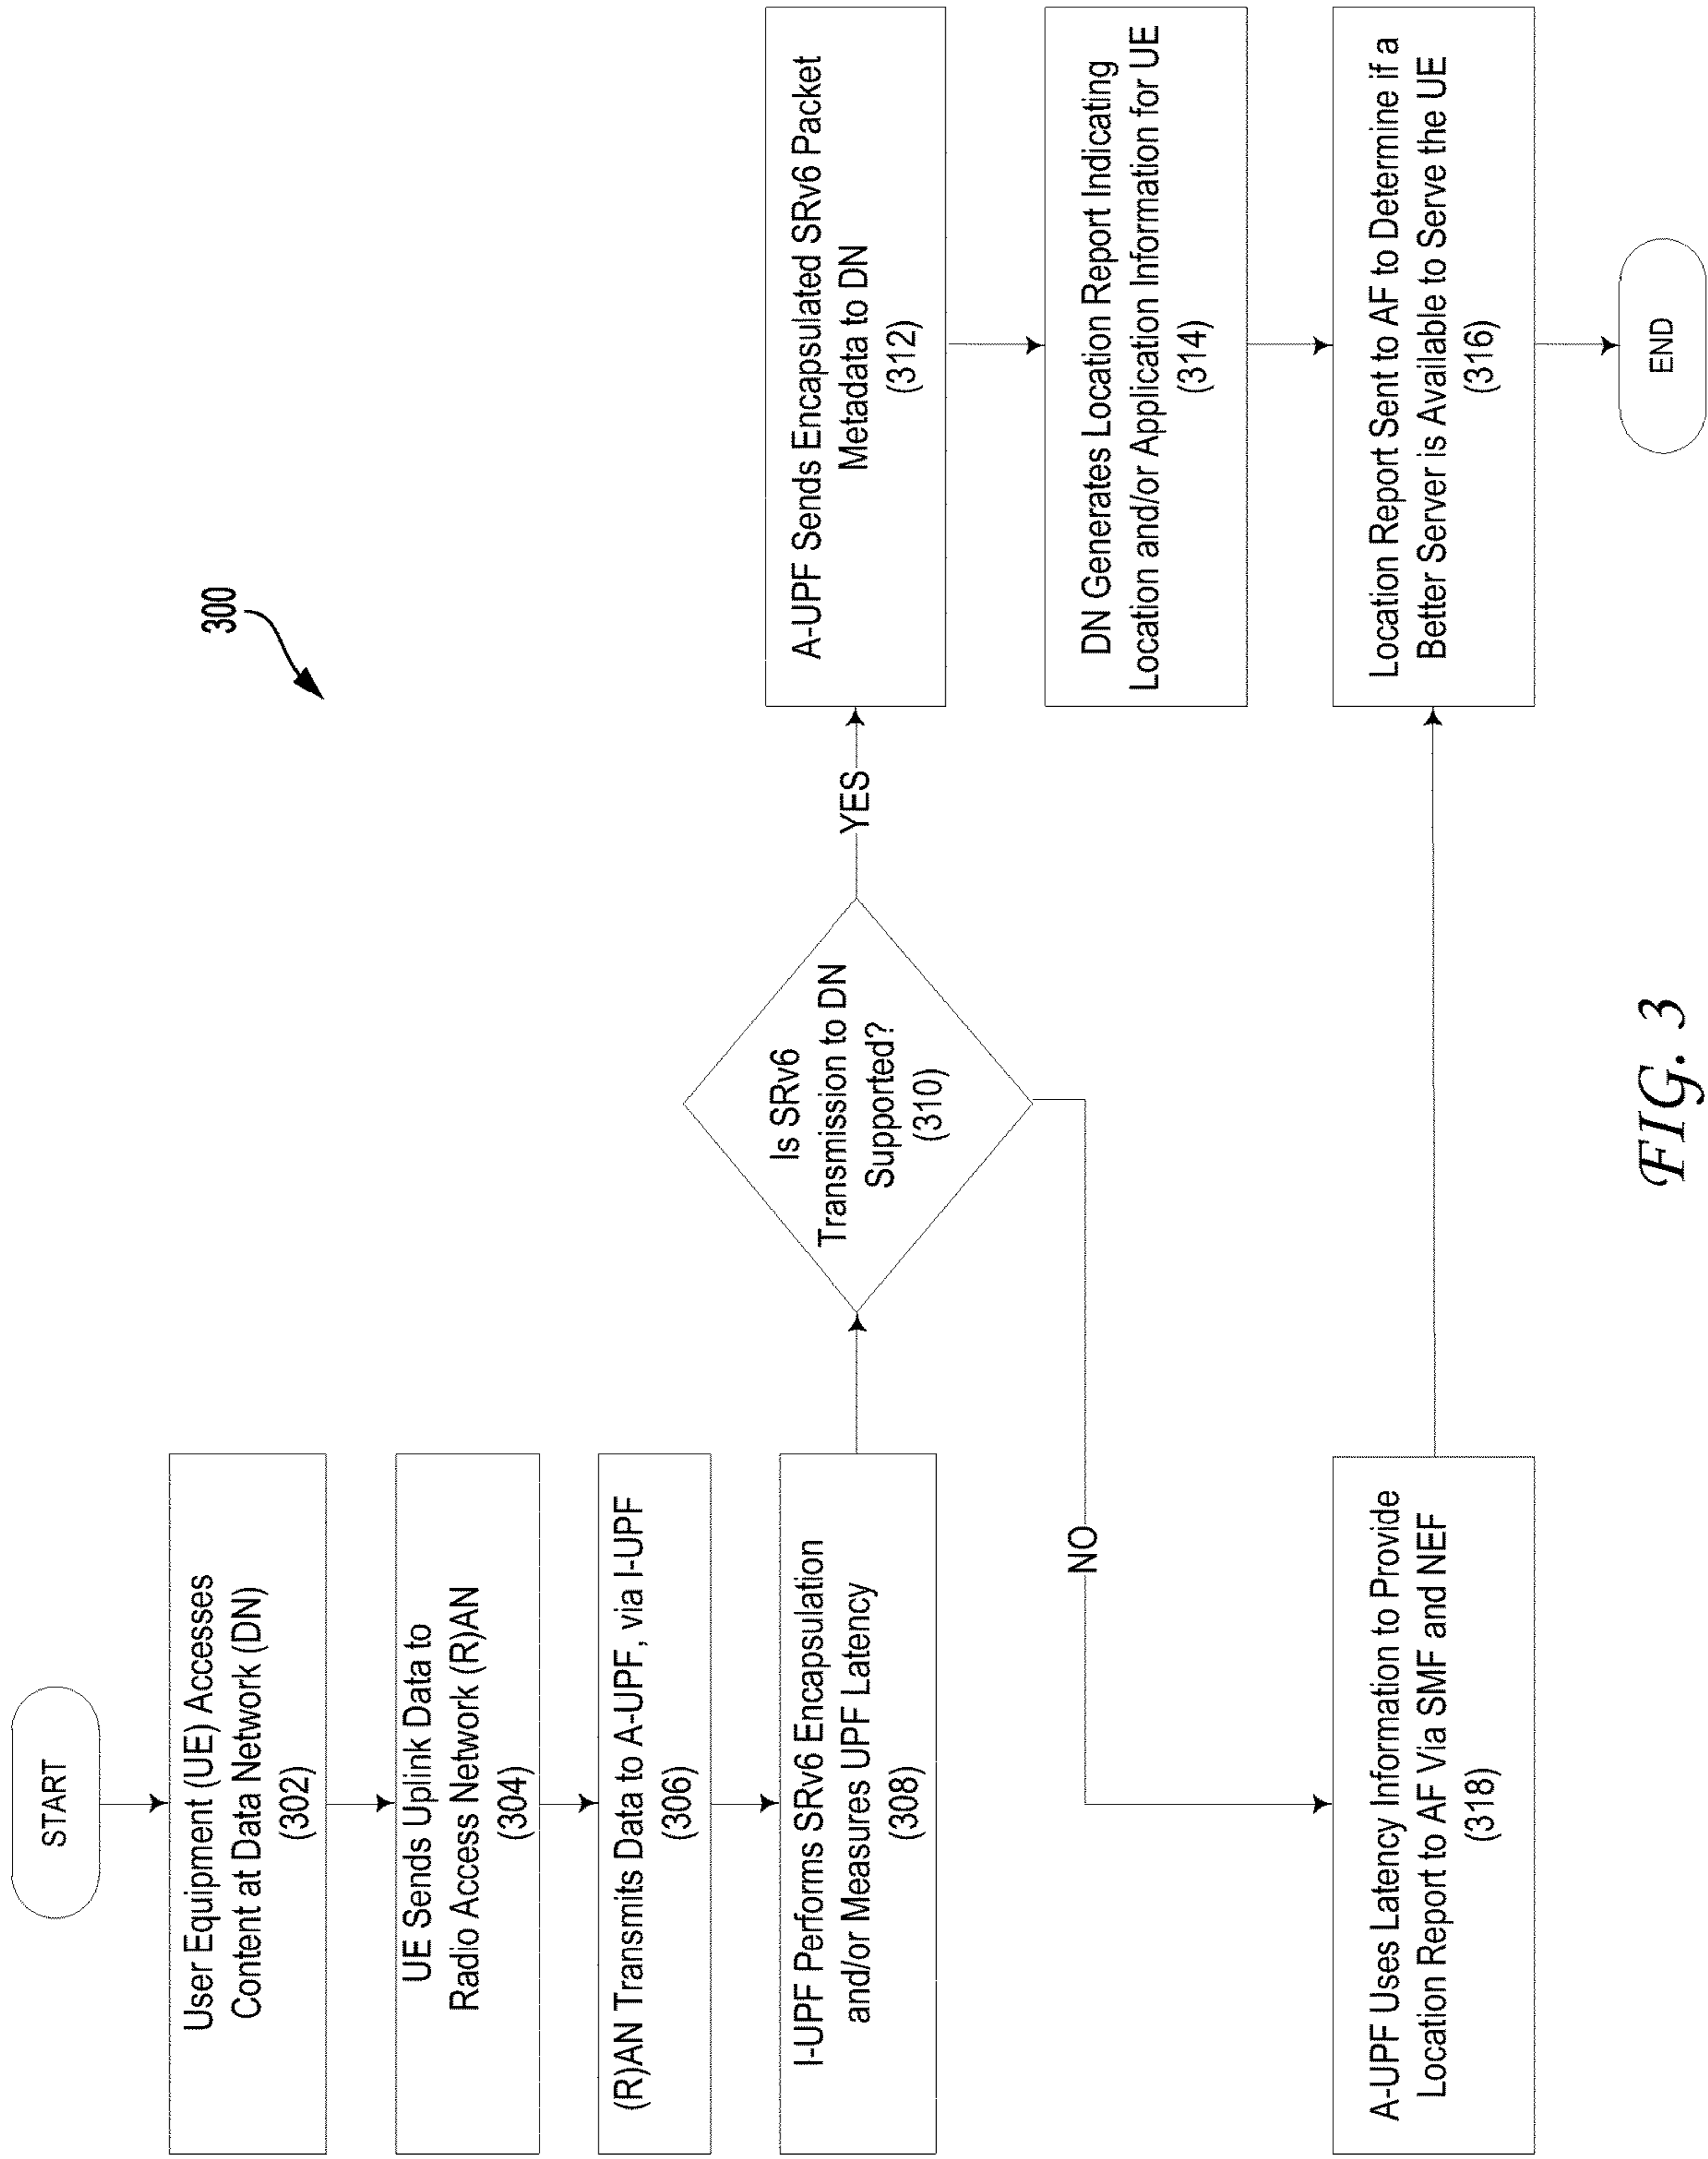 300
START
User Equipment (UE) Accesses
Content at Data Network (DN)
(302)
UE Sends Uplink Data to
Radio Access Network (R)AN
(304)
(R)AN Transmits Data to A-UPF, via I-UPF
(306)
I-UPF Performs SRv6 Encapsulation
and/or Measures UPF Latency
(308)
Is SRv6
Transmission to DN
Supported?
(310)
YES
A-UPF Sends Encapsulated SRv6 Packet
Metadata to DN
(312)
DN Generates Location Report Indicating
Location and/or Application Information for UE
(314)
Location Report Sent to AF to Determine if a
Better Server is Available to Serve the UE
(316)
END
NO
A-UPF Uses Latency Information to Provide
Location Report to AF Via SMF and NEF
(318)
FIG. 3